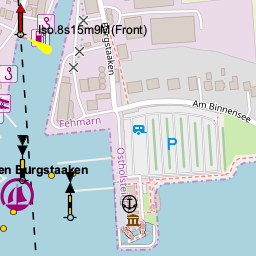 Iso.8s15m9M(Front)
Burgstaaken
Am Binnensee
Fehmarn
Ostholstein
P
en Burgstaaken